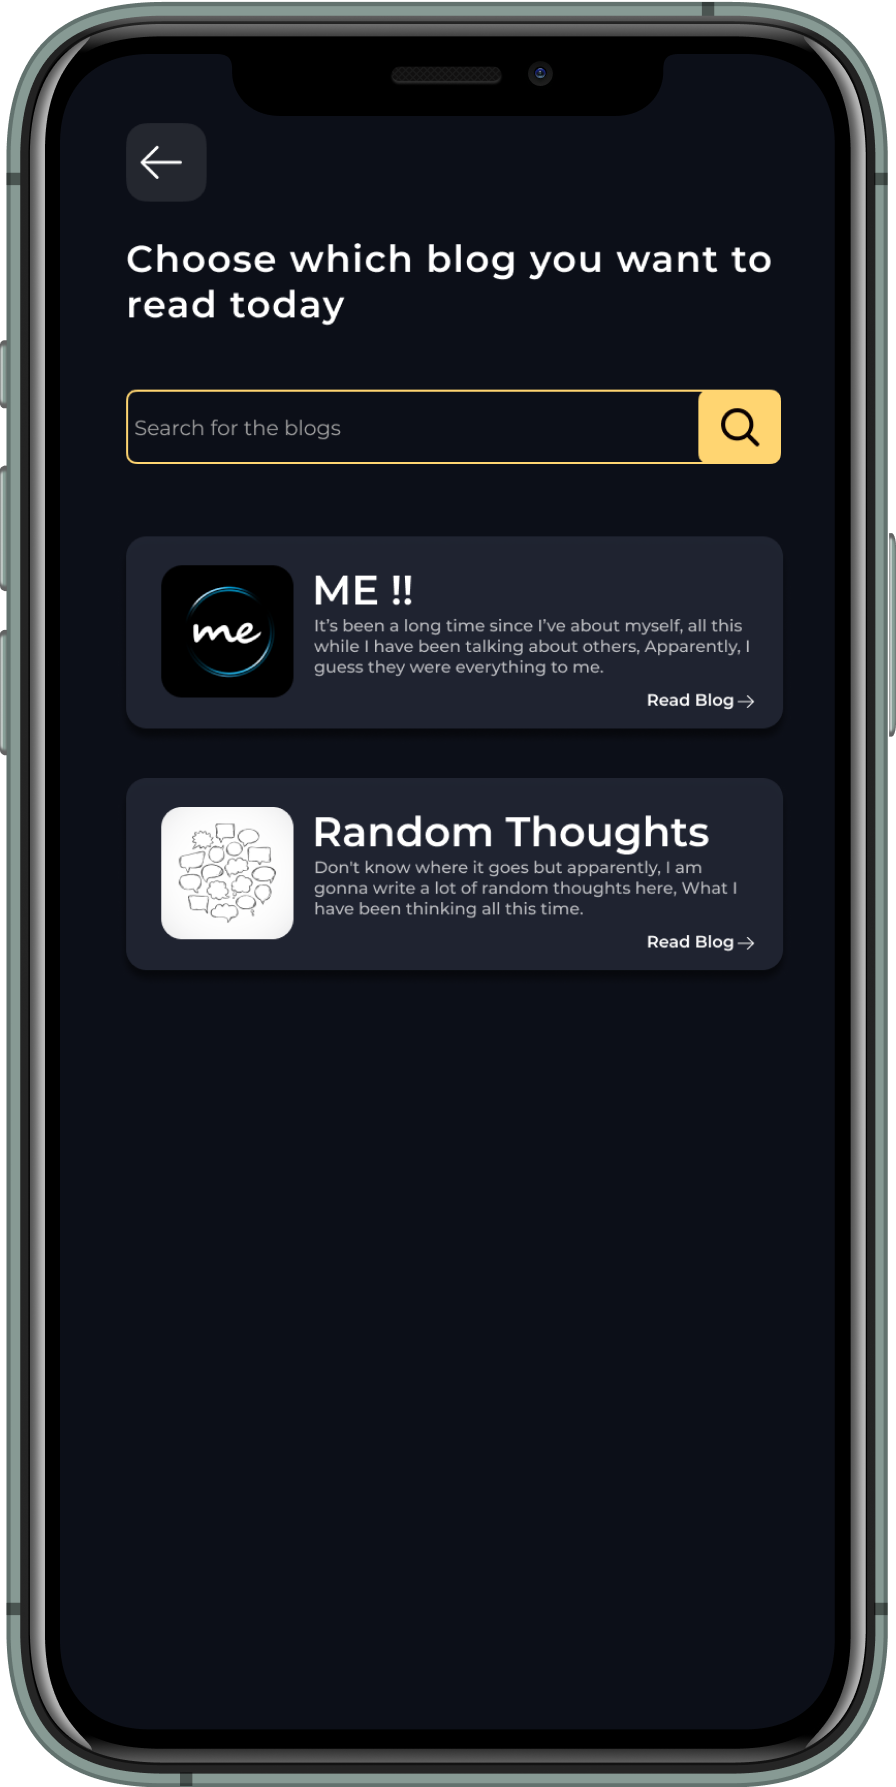 Choose which blog you want to
read today
Search for the blogs
me
ME !!
It’s been a long time since I’ve about myself, all this
while I have been talking about others, Apparently, I
guess they were everything to me.
Read Blog
Random Thoughts
Don't know where it goes but apparently, I am
gonna write a lot of random thoughts here, What I
have been thinking all this time.
Read Blog